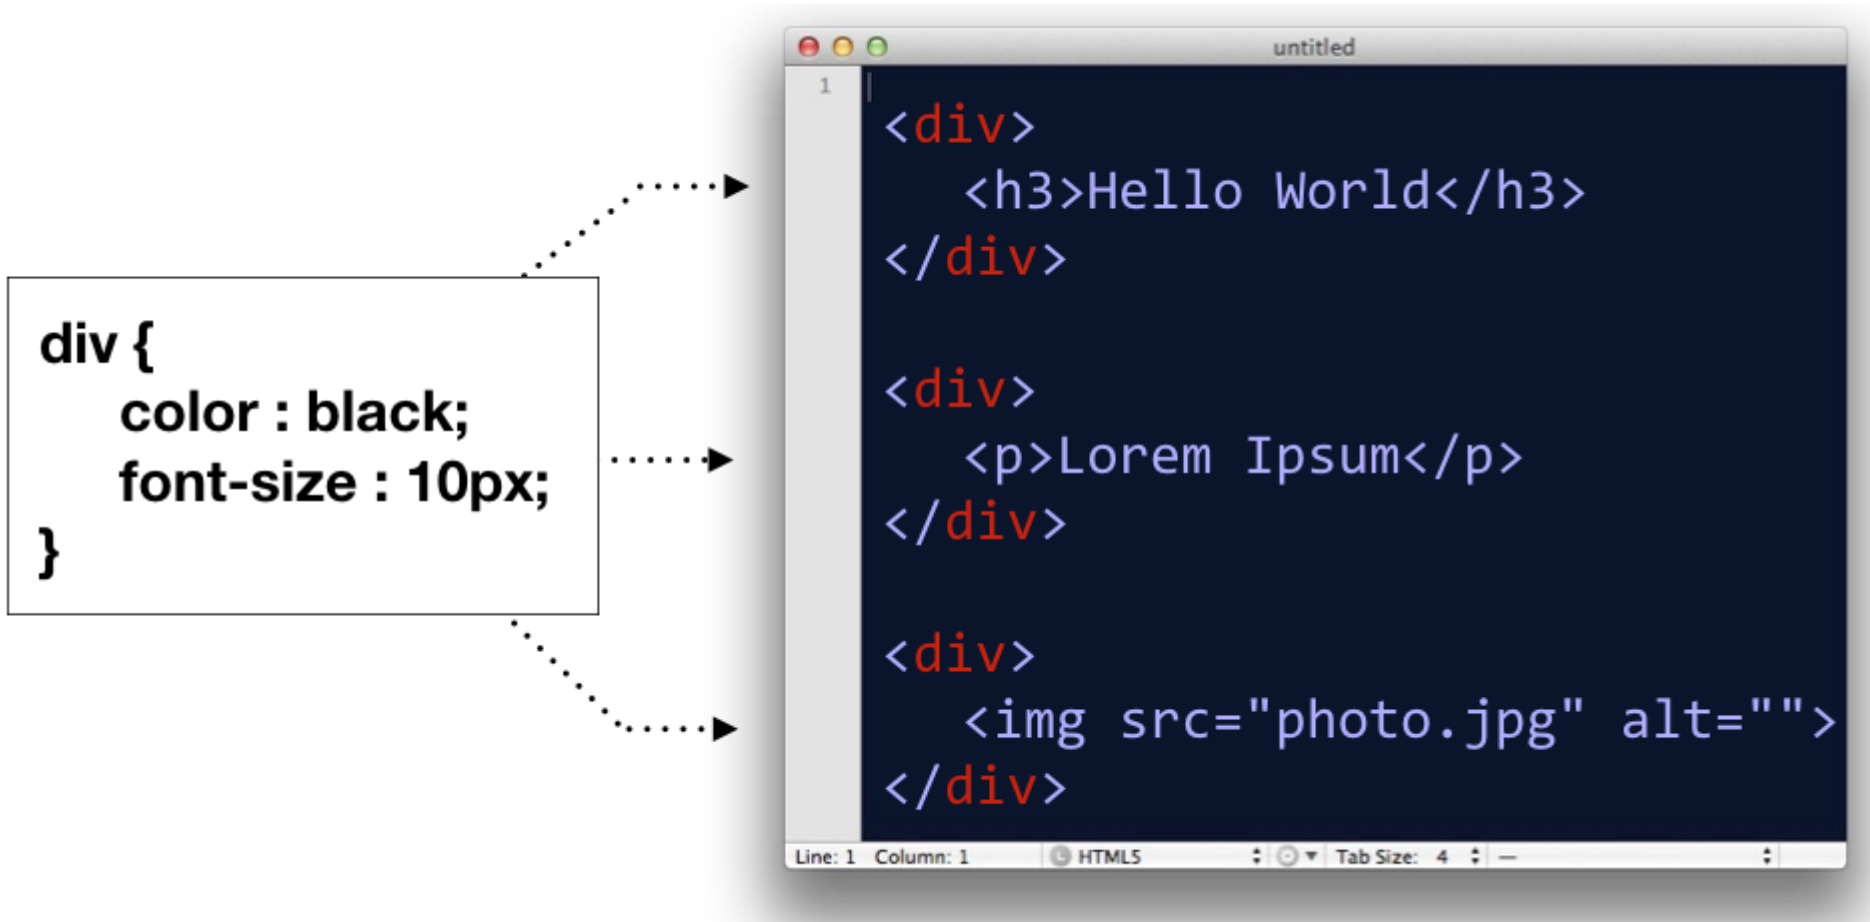 div {
color : black;
font-size : 10px;
}
untitled
1
<div>
<h3>Hello World</h3>
</div>
<div>
<p>Lorem Ipsum</p>
</div>
<div>
<img src="photo.jpg" alt="">
</div>
Line: 1 Column: 1 L HTML5 Tab Size: 4 —